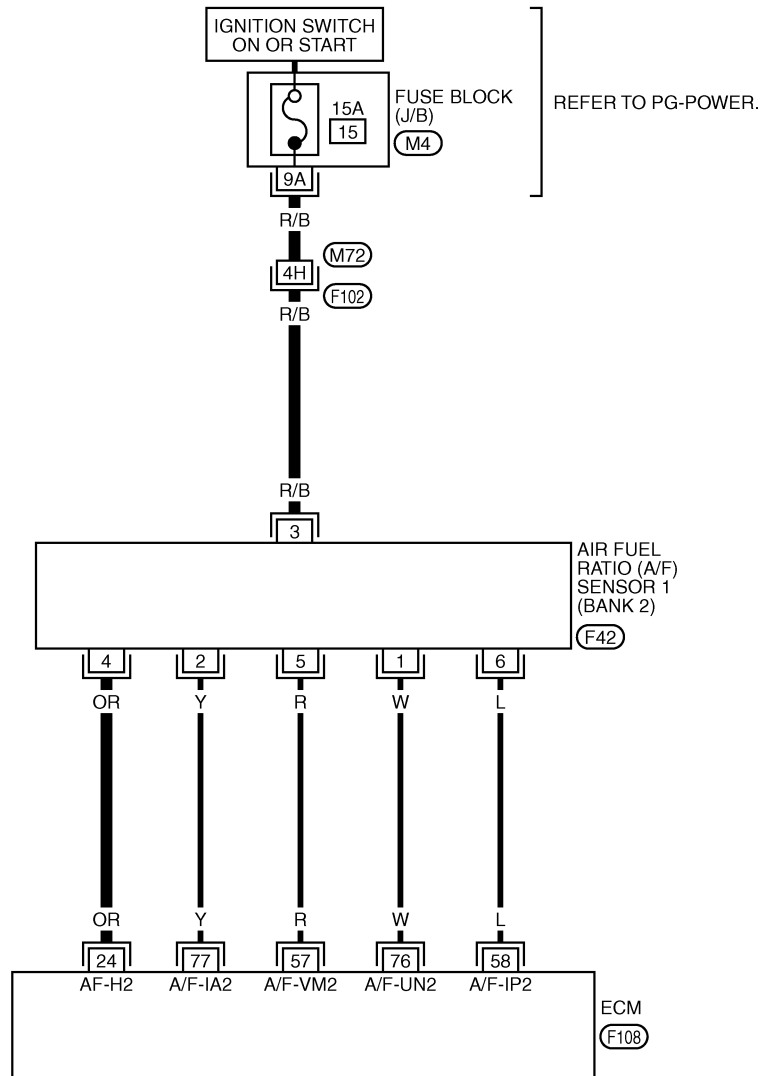 IGNITION SWITCH
ON OR START
FUSE BLOCK
(J/B)
15A
15
M4
REFER TO PG-POWER.
9A
R/B
M72
4H
F102
R/B
R/B
3
AIR FUEL
RATIO (A/F)
SENSOR 1
(BANK 2)
F42
4 2 5 1 6
OR Y R W L
OR Y R W L
24 77 57 76 58
AF-H2 A/F-IA2 A/F-VM2 A/F-UN2 A/F-IP2
ECM
F108